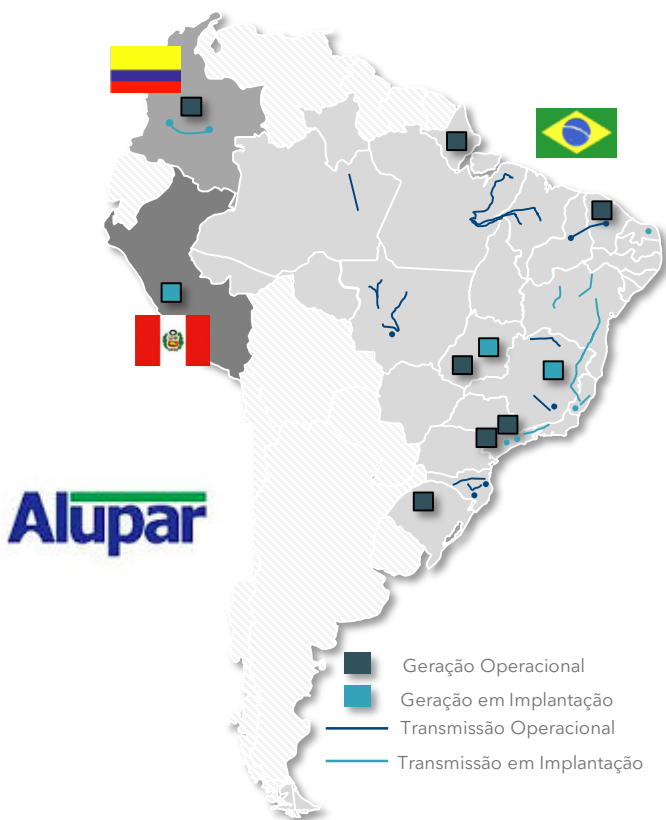 Alupar
Geração Operacional
Geração em Implantação
Transmissão Operacional
Transmissão em Implantação